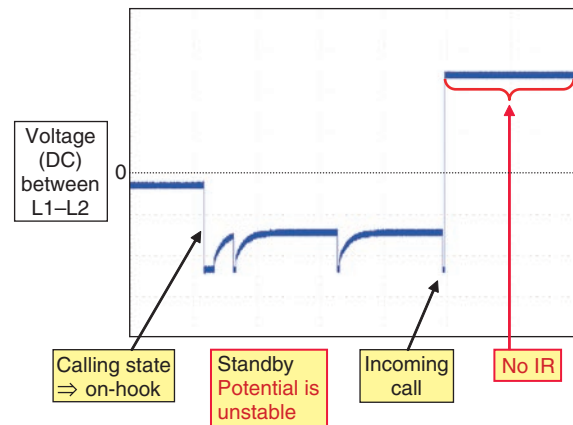 Voltage
(DC)
between
L1–L2
0
Calling state
⇒ on-hook
Standby
Potential is
unstable
Incoming
call
No IR